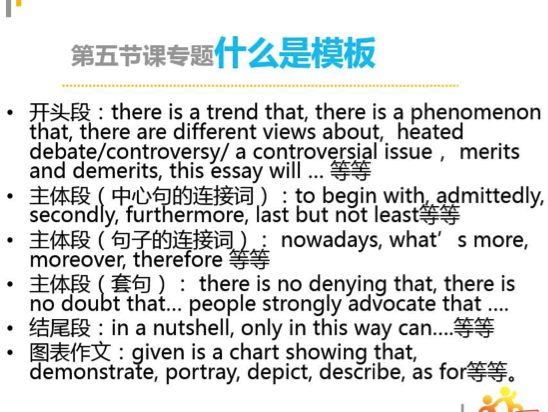 第五节课专题什么是模板
• 开头段：there is a trend that, there is a phenomenon
that, there are different views about,  heated
debate/controversy/ a controversial issue ,  merits
and demerits, this essay will ... 等等
• 主体段（中心句的连接词）: to begin with, admittedly,
secondly, furthermore, last but not least等等
• 主体段（句子的连接词）： nowadays, what's more,
moreover, therefore 等等
• 主体段（套句）： there is no denying that, there is
no doubt that... people strongly advocate that ....
• 结尾段：in a nutshell, only in this way can....等等
• 图表作文：given is a chart showing that,
demonstrate, portray, depict, describe, as for等等。